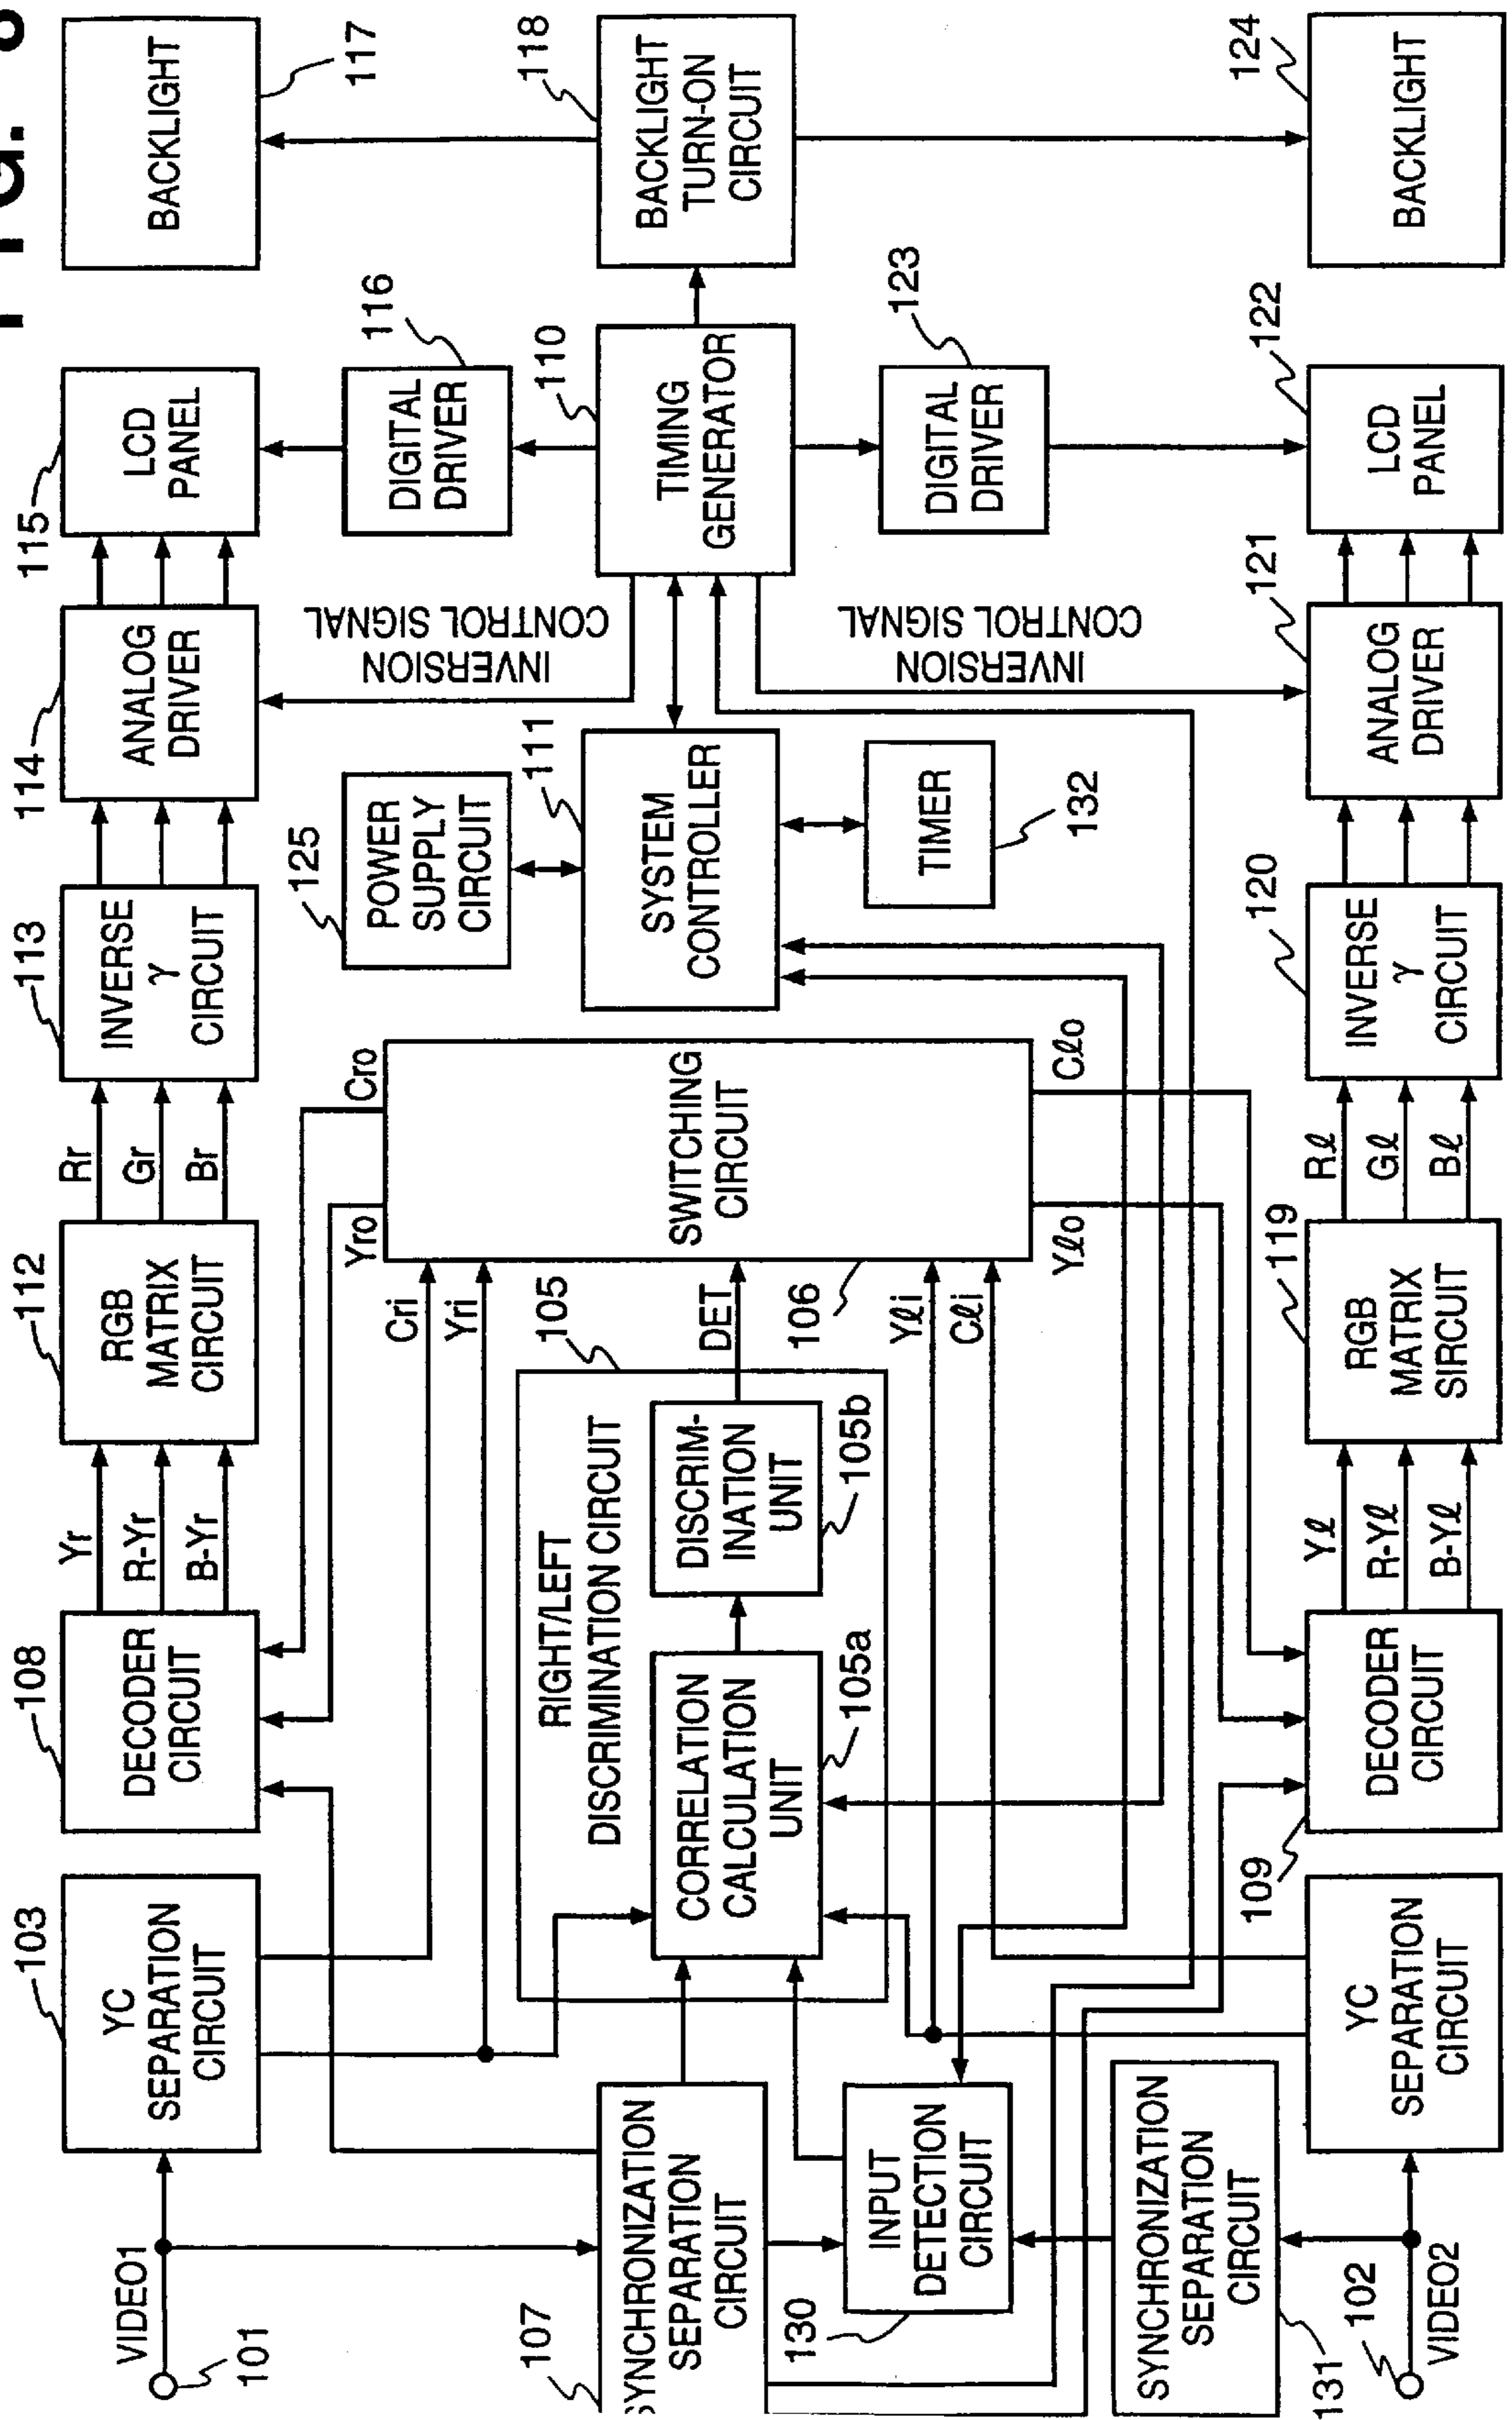 FIG. 8
VIDEO1
101
103
YC
SEPARATION
CIRCUIT
108
DECODER
CIRCUIT
Yr
R-Yr
B-Yr
112
RGB
MATRIX
CIRCUIT
Rr
Gr
Br
113
INVERSE
γ
CIRCUIT
114
ANALOG
DRIVER
115
LCD
PANEL
BACKLIGHT
117
Yro
Cro
Cri
Yri
125
POWER
SUPPLY
CIRCUIT
INVERSION
CONTROL SIGNAL
116
DIGITAL
DRIVER
107
SYNCHRONIZATION
SEPARATION
CIRCUIT
RIGHT/LEFT
DISCRIMINATION CIRCUIT
105
CORRELATION
CALCULATION
UNIT
105a
DISCRIM-
INATION
UNIT
105b
DET
SWITCHING
CIRCUIT
106
111
SYSTEM
CONTROLLER
110
TIMING
GENERATOR
118
BACKLIGHT
TURN-ON
CIRCUIT
130
INPUT
DETECTION
CIRCUIT
Yℓi
Cℓi
Yℓo
Cℓo
TIMER
132
INVERSION
CONTROL SIGNAL
DIGITAL
DRIVER
123
131
SYNCHRONIZATION
SEPARATION
CIRCUIT
102
VIDEO2
YC
SEPARATION
CIRCUIT
109
DECODER
CIRCUIT
Yℓ
R-Yℓ
B-Yℓ
119
RGB
MATRIX
SIRCUIT
Rℓ
Gℓ
Bℓ
120
INVERSE
γ
CIRCUIT
121
ANALOG
DRIVER
122
LCD
PANEL
124
BACKLIGHT